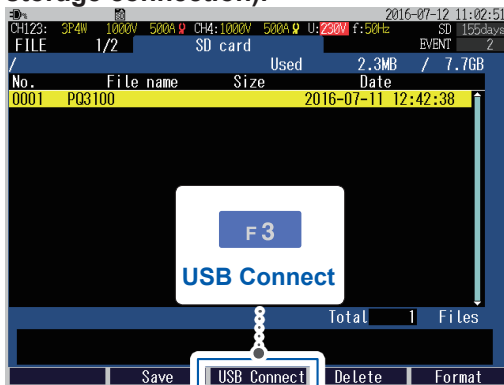 storage connection).
2016-07-12 11:02:51
CH123: 3P4W 1000V 500A CH4:1000V 500A U:230V f:50Hz SD 155days
FILE 1/2 SD card EVENT 2
/ Used 2.3MB / 7.7GB
No. File name Size Date
0001 PQ3100 2016-07-11 12:42:38
F3
USB Connect
Total 1 Files
Save USB Connect Delete Format